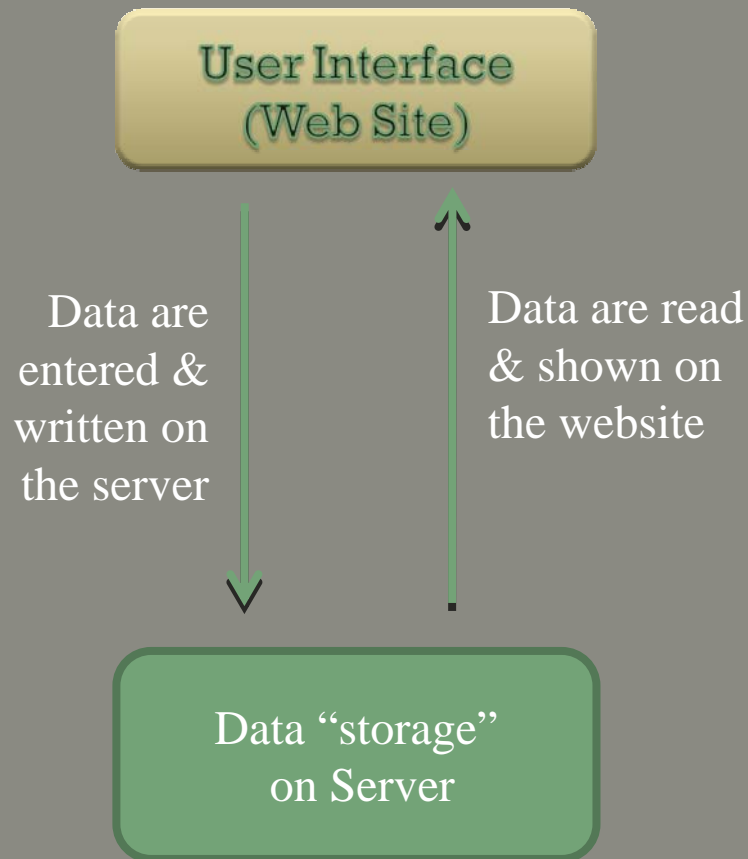 User Interface
(Web Site)
Data are
entered &
written on
the server
Data are read
& shown on
the website
Data “storage”
on Server